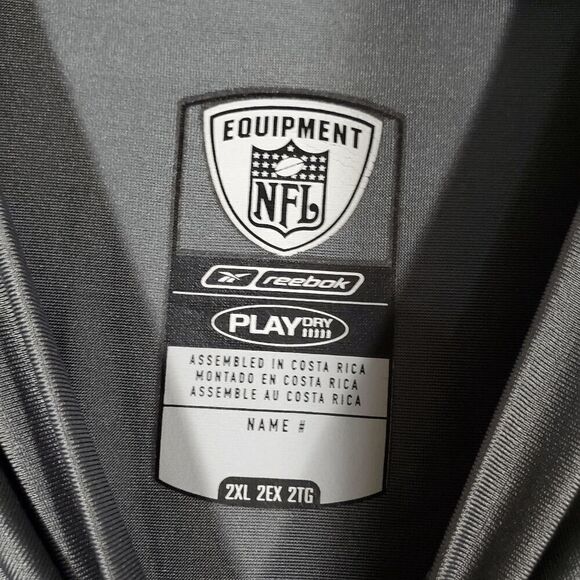 EQUIPMENT
NFL
reebok
PLAYDRY
ASSEMBLED IN COSTA RICA
MONTADO EN COSTA RICA
ASSEMBLE AU COSTA RICA
NAME #
2XL 2EX 2TG